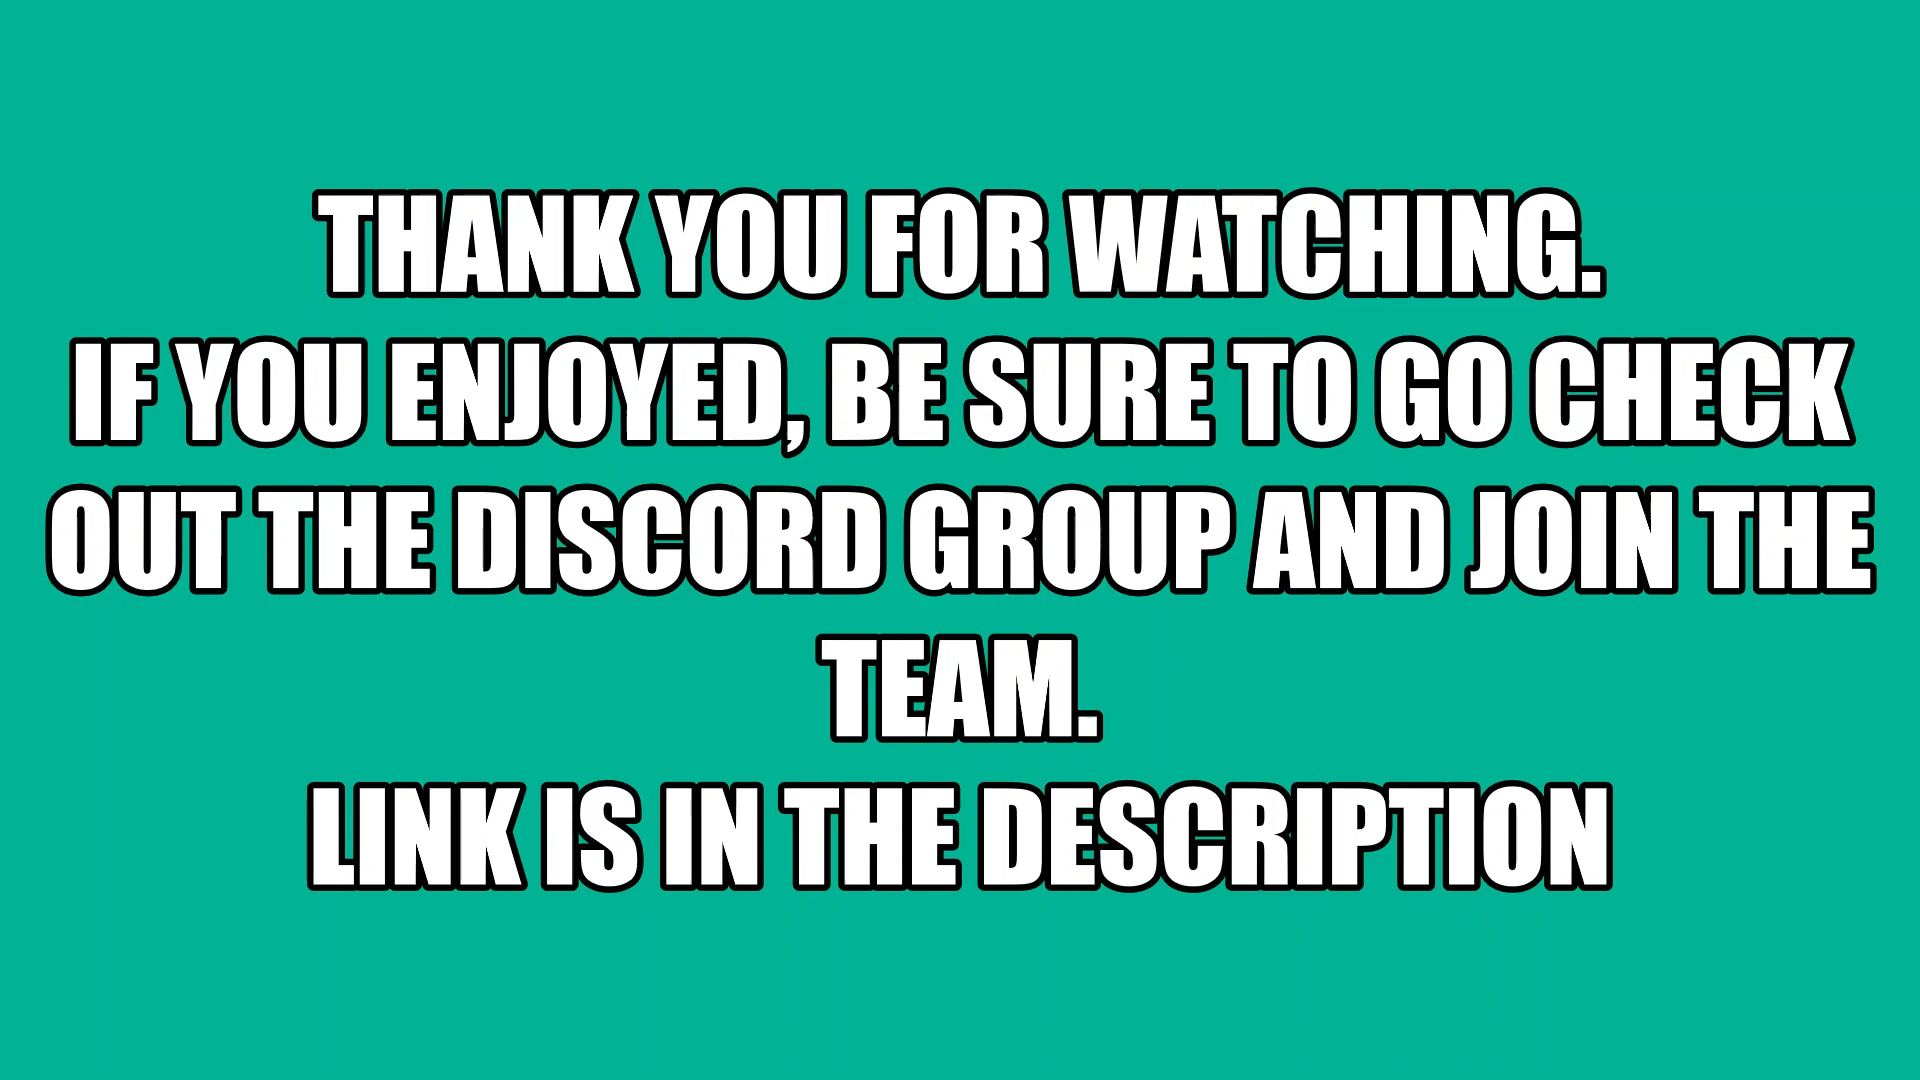 THANK YOU FOR WATCHING.
IF YOU ENJOYED, BE SURE TO GO CHECK
OUT THE DISCORD GROUP AND JOIN THE
TEAM.
LINK IS IN THE DESCRIPTION